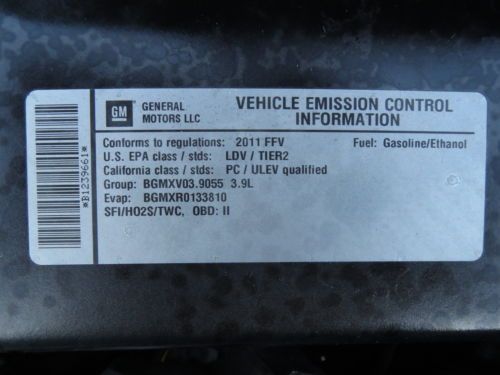 GM
GENERAL MOTORS LLC
VEHICLE EMISSION CONTROL
INFORMATION
Conforms to regulations: 2011 FFV Fuel: Gasoline/Ethanol
U.S. EPA class / stds: LDV / TIER2
California class / stds: PC / ULEV qualified
Group: BGMXV03.9055 3.9L
Evap: BGMXR0133810
SFI/HO2S/TWC, OBD: II
*B1239661*